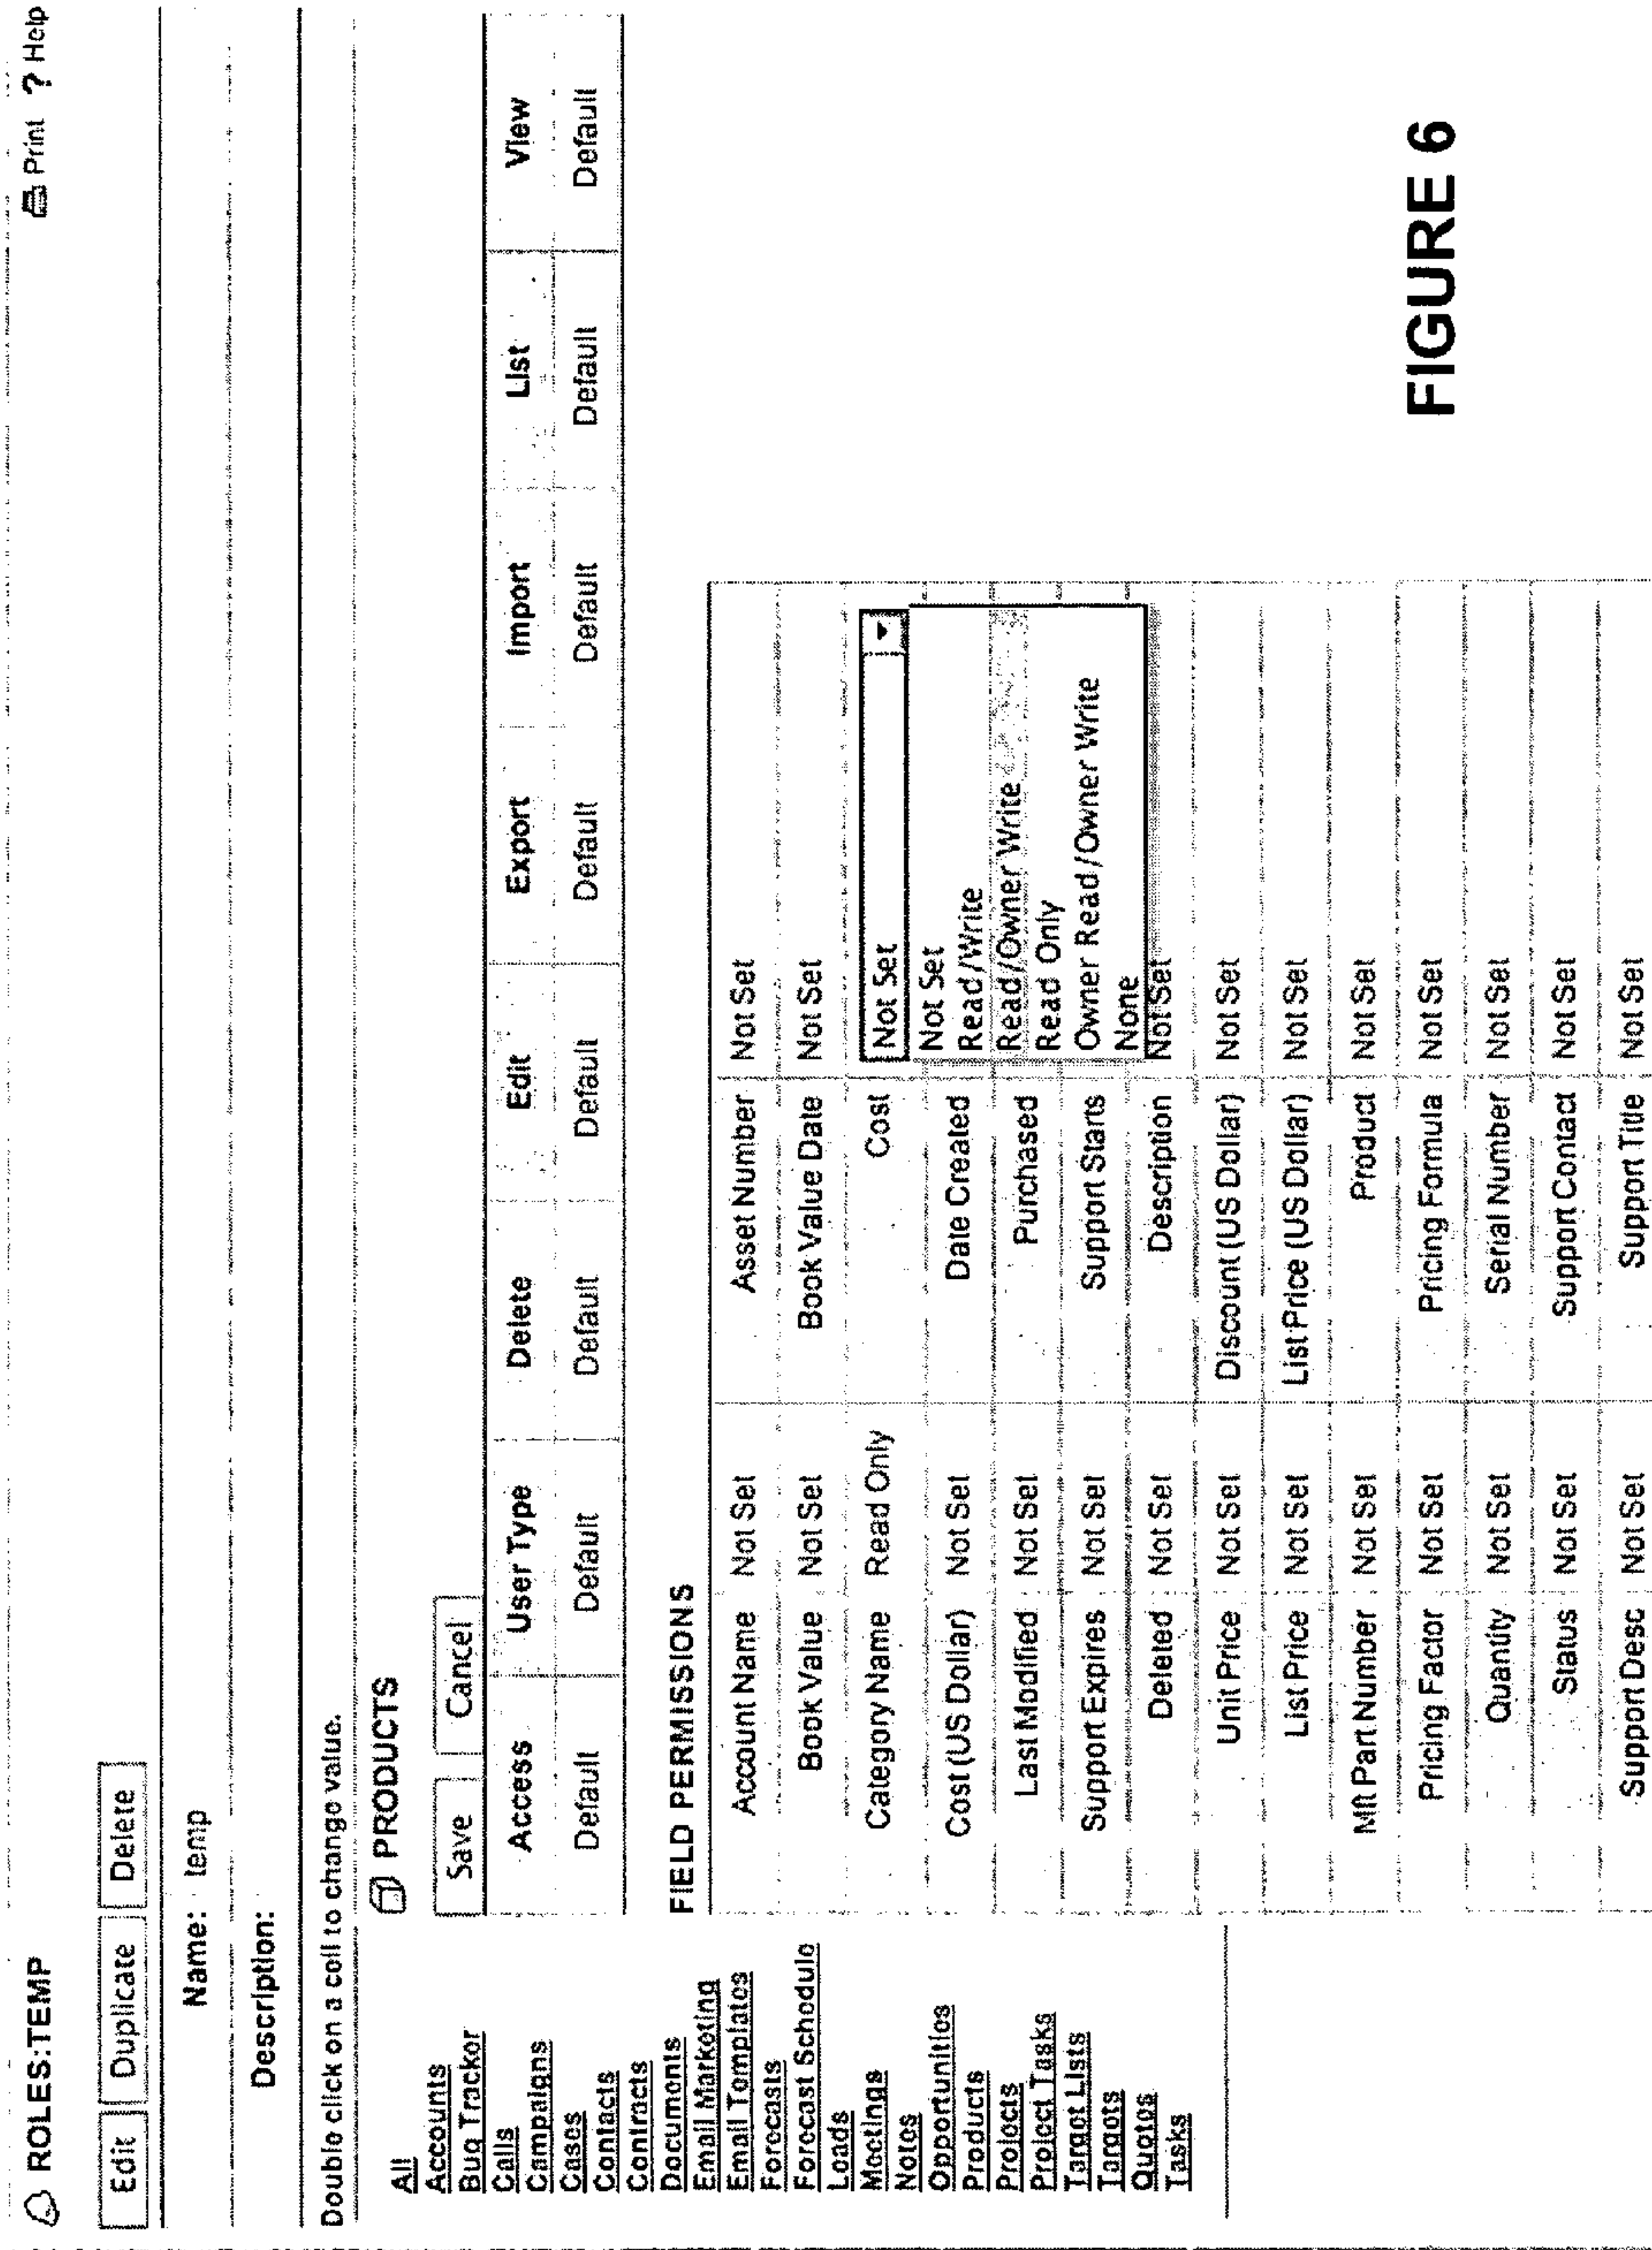 ROLES:TEMP
Print ? Help
Edit Duplicate Delete
Name: temp
Description:
Double click on a cell to change value.
All
Accounts
Bug Tracker
Calls
Campaigns
Cases
Contacts
Contracts
Documents
Email Marketing
Email Templates
Forecasts
Forecast Schedule
Leads
Meetings
Notes
Opportunities
Products
Projects
Project Tasks
Target Lists
Targets
Quotes
Tasks
PRODUCTS
Save Cancel
Access User Type Delete Edit Export Import List View
Default Default Default Default Default Default Default Default
FIELD PERMISSIONS
Account Name Not Set Asset Number Not Set
Book Value Not Set Book Value Date Not Set
Category Name Read Only Cost Not Set
Not Set
Cost (US Dollar) Not Set Date Created Read/Write
Last Modified Not Set Purchased Read/Owner Write
Read Only
Support Expires Not Set Support Starts Owner Read/Owner Write
None
Deleted Not Set Description Not Set
Unit Price Not Set Discount (US Dollar) Not Set
List Price Not Set List Price (US Dollar) Not Set
Mft Part Number Not Set Product Not Set
Pricing Factor Not Set Pricing Formula Not Set
Quantity Not Set Serial Number Not Set
Status Not Set Support Contact Not Set
Support Desc Not Set Support Title Not Set
FIGURE 6